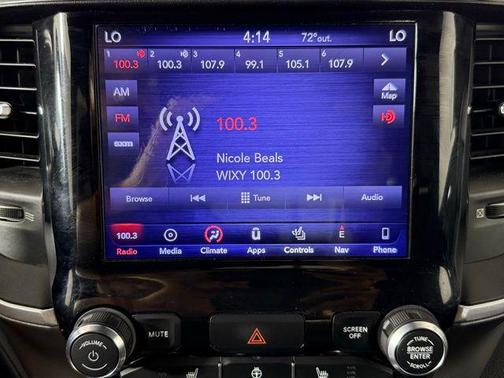 LO 4:14 72°out. LO
1 2 3 4 5 6
100.3 100.3 107.9 99.1 105.1 107.9
AM
Map
FM
100.3
sxm
Nicole Beals
WIXY 100.3
Browse Tune Audio
100.3 E
Radio Media Climate Apps Controls Nav Phone
VOLUME
MUTE
SCREEN OFF
TUNE
BROWSE
ENTER
SCROLL